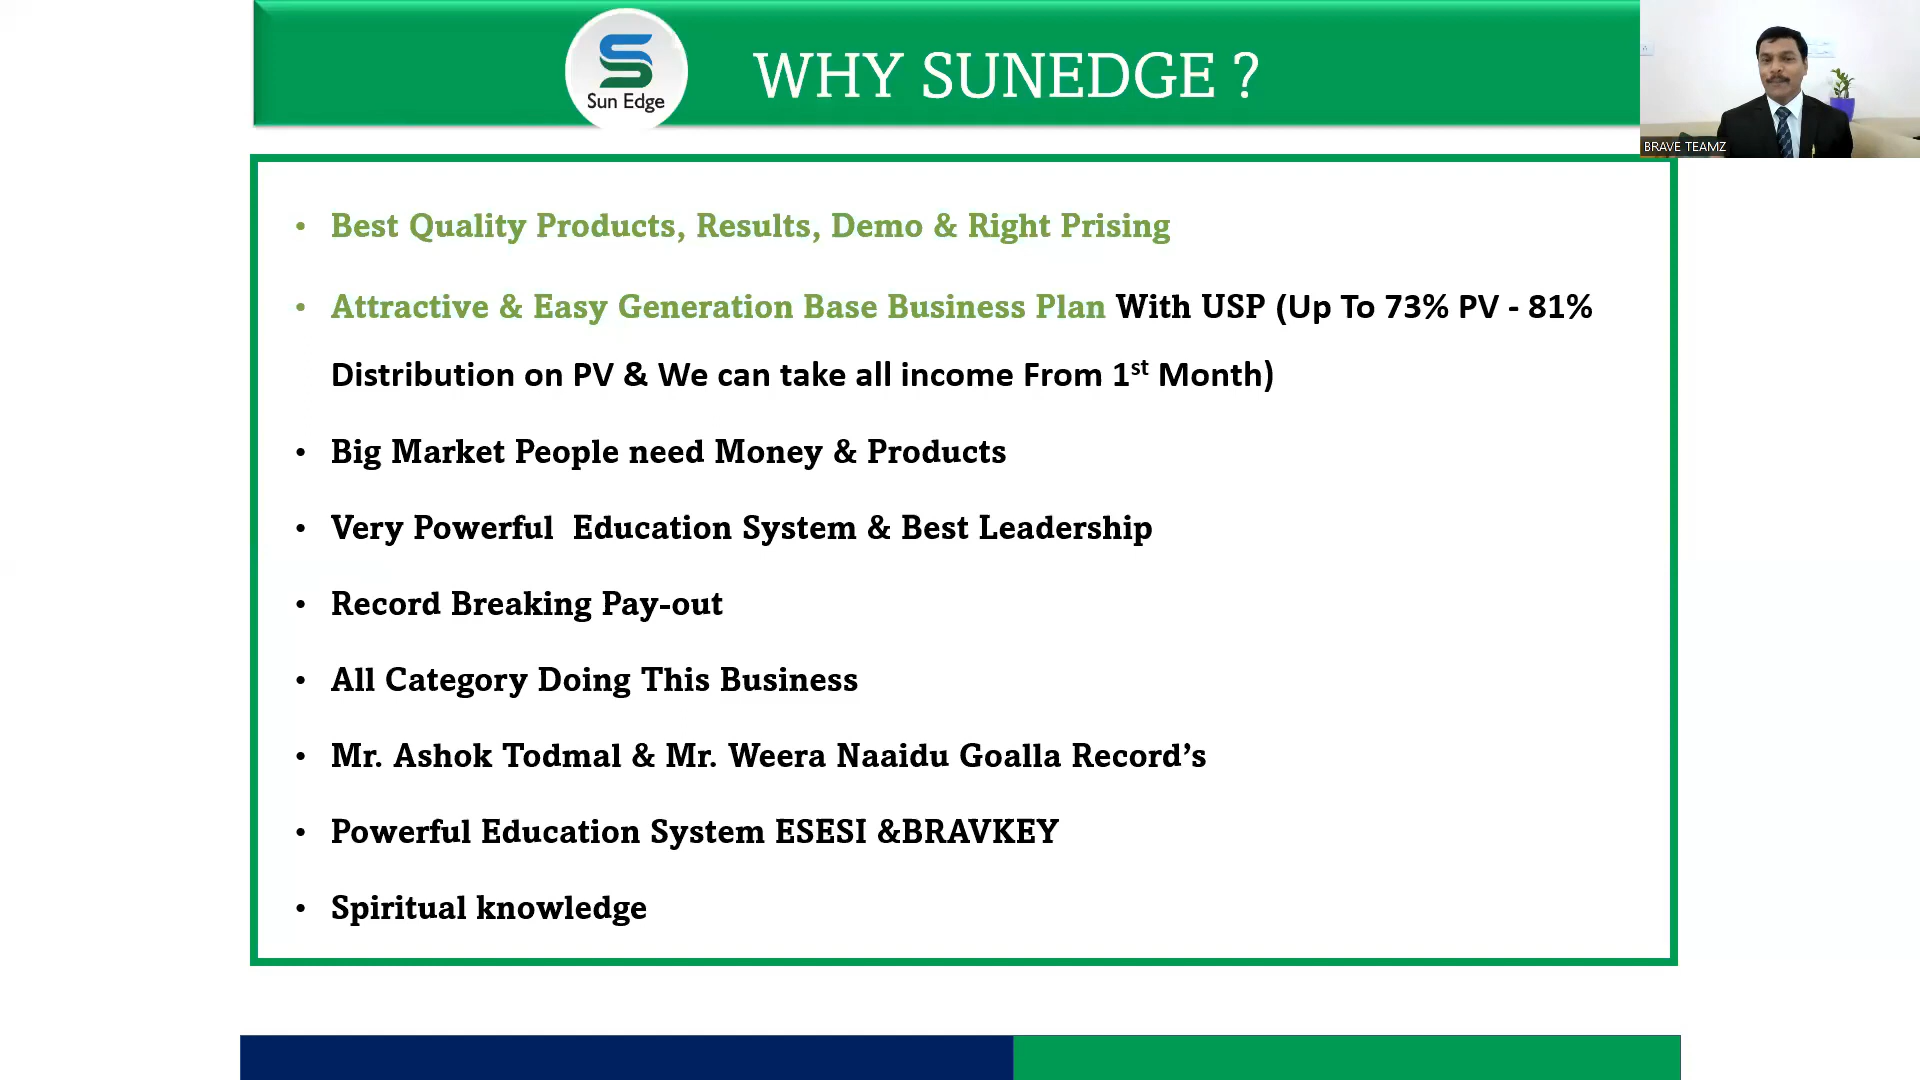 Sun Edge
WHY SUNEDGE ?
BRAVE TEAMZ
• Best Quality Products, Results, Demo & Right Prising
• Attractive & Easy Generation Base Business Plan With USP (Up To 73% PV - 81%
Distribution on PV & We can take all income From 1st Month)
• Big Market People need Money & Products
• Very Powerful  Education System & Best Leadership
• Record Breaking Pay-out
• All Category Doing This Business
• Mr. Ashok Todmal & Mr. Weera Naaidu Goalla Record’s
• Powerful Education System ESESI &BRAVKEY
• Spiritual knowledge